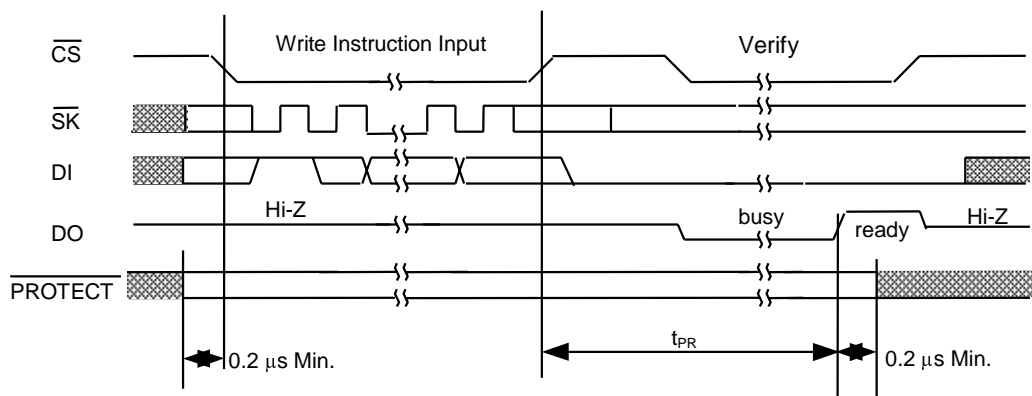 Write Instruction Input
Verify
CS
SK
DI
Hi-Z
DO
busy
ready
Hi-Z
PROTECT
0.2 μs Min.
tPR
0.2 μs Min.